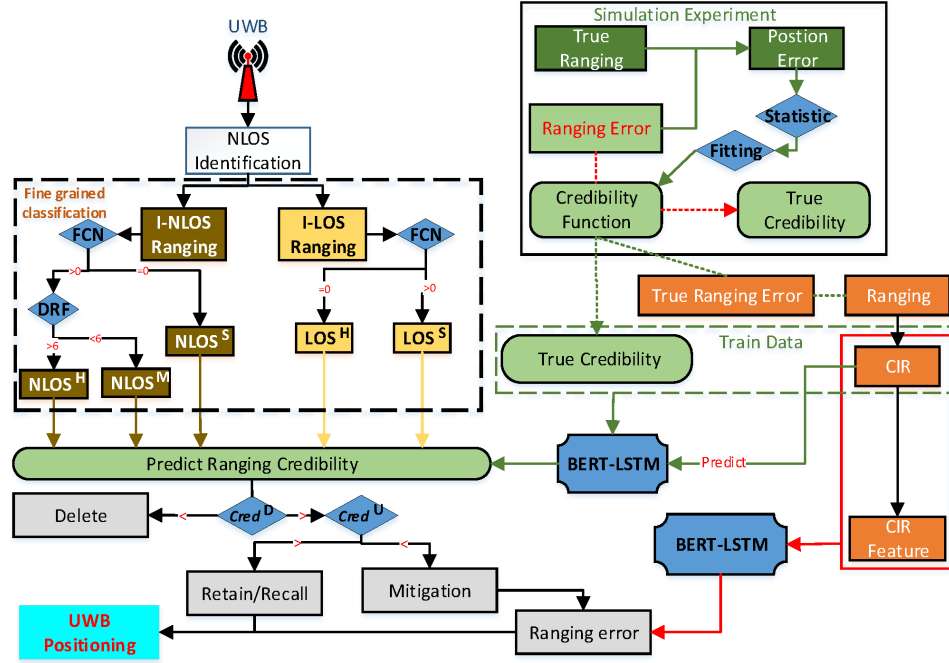 UWB
NLOS
Identification
Fine grained
classification
FCN
I-NLOS
Ranging
I-LOS
Ranging
FCN
>0
=0
=0
>0
DRF
>6
<6
NLOS H
NLOS M
NLOS S
LOS H
LOS S
Simulation Experiment
True
Ranging
Postion
Error
Statistic
Ranging Error
Fitting
Credibility
Function
True
Credibility
True Ranging Error
Ranging
Train Data
True Credibility
CIR
Predict Ranging Credibility
BERT-LSTM
Predict
Delete
<
Cred D
>
Cred U
>
<
BERT-LSTM
CIR
Feature
Retain/Recall
Mitigation
UWB
Positioning
Ranging error